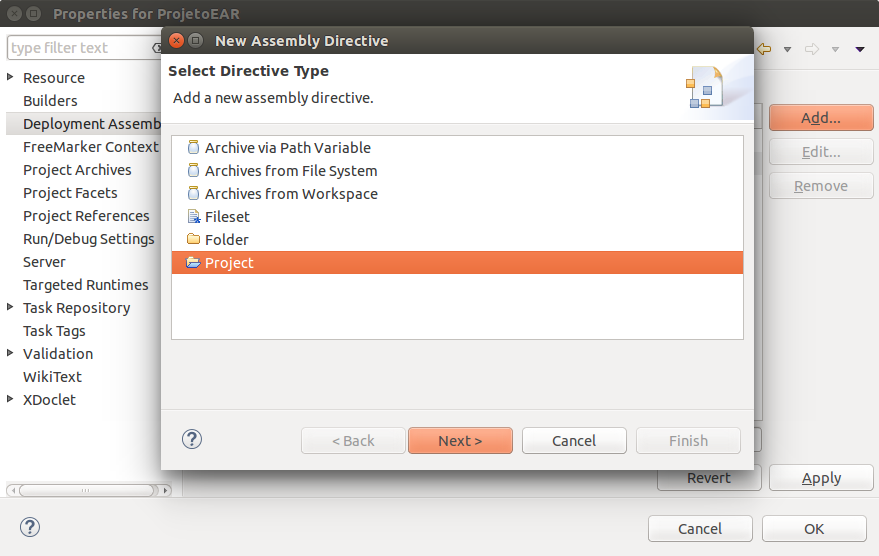 Properties for ProjetoEAR
type filter text
Resource
Builders
Deployment Assemb
FreeMarker Context
Project Archives
Project Facets
Project References
Run/Debug Settings
Server
Targeted Runtimes
Task Repository
Task Tags
Validation
WikiText
XDoclet
New Assembly Directive
Select Directive Type
Add a new assembly directive.
Archive via Path Variable
Archives from File System
Archives from Workspace
Fileset
Folder
Project
< Back
Next >
Cancel
Finish
Add...
Edit...
Remove
Revert
Apply
Cancel
OK